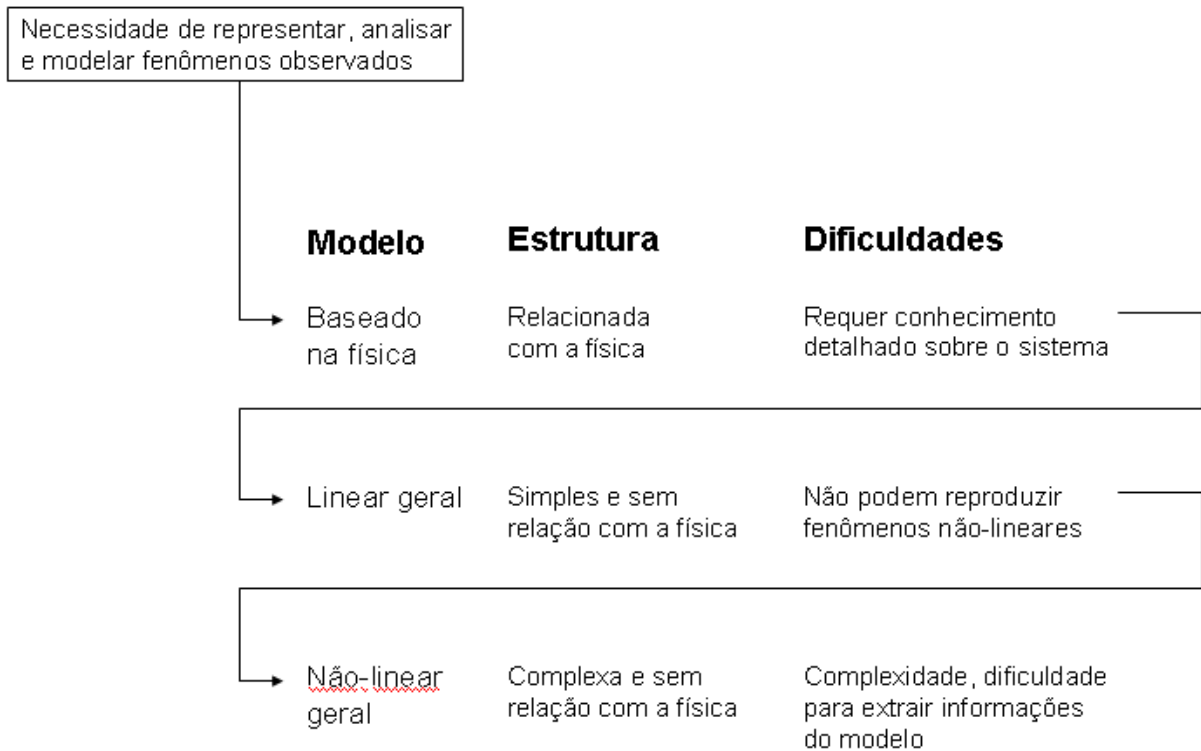 Necessidade de representar, analisar
e modelar fenômenos observados
Modelo
Estrutura
Dificuldades
Baseado
na física
Relacionada
com a física
Requer conhecimento
detalhado sobre o sistema
Linear geral
Simples e sem
relação com a física
Não podem reproduzir
fenômenos não-lineares
Não-linear
geral
Complexa e sem
relação com a física
Complexidade, dificuldade
para extrair informações
do modelo